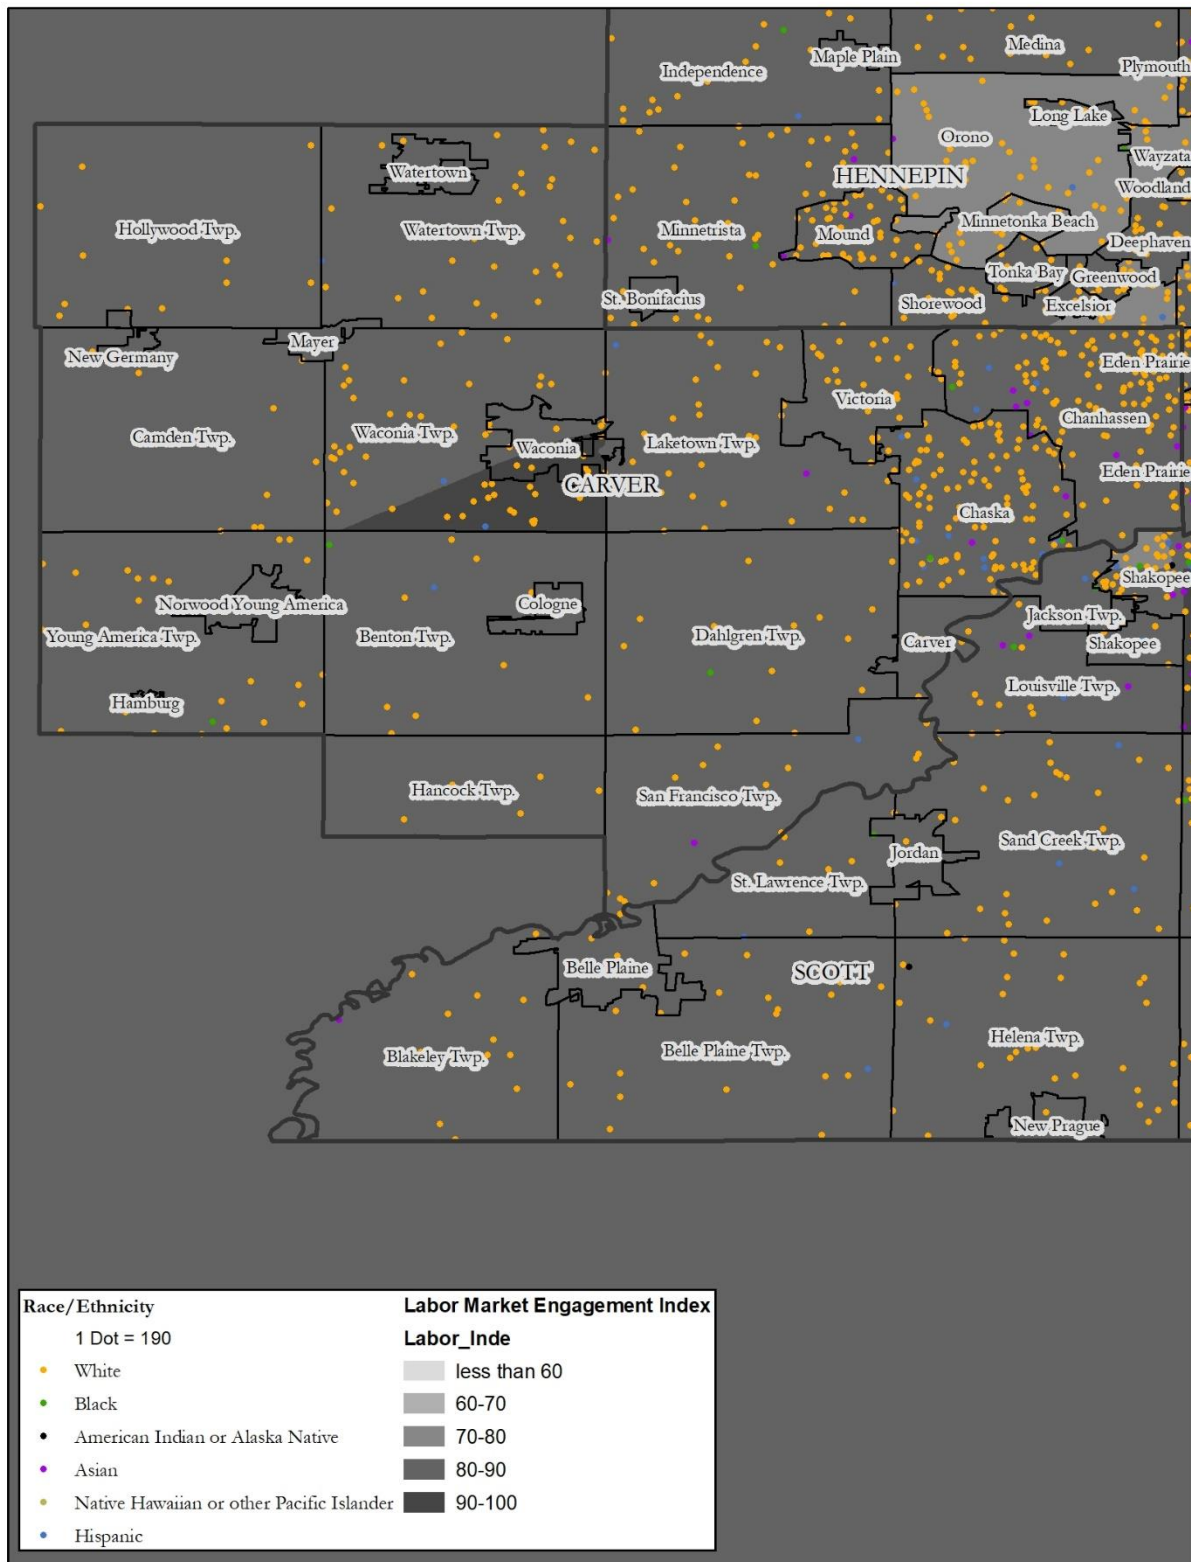 Independence
Maple Plain
Medina
Plymouth
Long Lake
Orono
Wayzata
Woodland
HENNEPIN
Watertown
Hollywood Twp.
Watertown Twp.
Minnetrista
Mound
Minnetonka Beach
Deephaven
Tonka Bay
Greenwood
St. Bonifacius
Shorewood
Excelsior
New Germany
Mayer
Eden Prairie
Victoria
Chanhassen
Camden Twp.
Waconia Twp.
Waconia
Laketown Twp.
Eden Prairie
CARVER
Chaska
Shakopee
Norwood Young America
Cologne
Jackson Twp.
Young America Twp.
Benton Twp.
Dahlgren Twp.
Carver
Shakopee
Louisville Twp.
Hamburg
Hancock Twp.
San Francisco Twp.
Sand Creek Twp.
Jordan
St. Lawrence Twp.
Belle Plaine
SCOTT
Blakeley Twp.
Belle Plaine Twp.
Helena Twp.
New Prague
Race/Ethnicity
1 Dot = 190
White
Black
American Indian or Alaska Native
Asian
Native Hawaiian or other Pacific Islander
Hispanic
Labor Market Engagement Index
Labor_Inde
less than 60
60-70
70-80
80-90
90-100